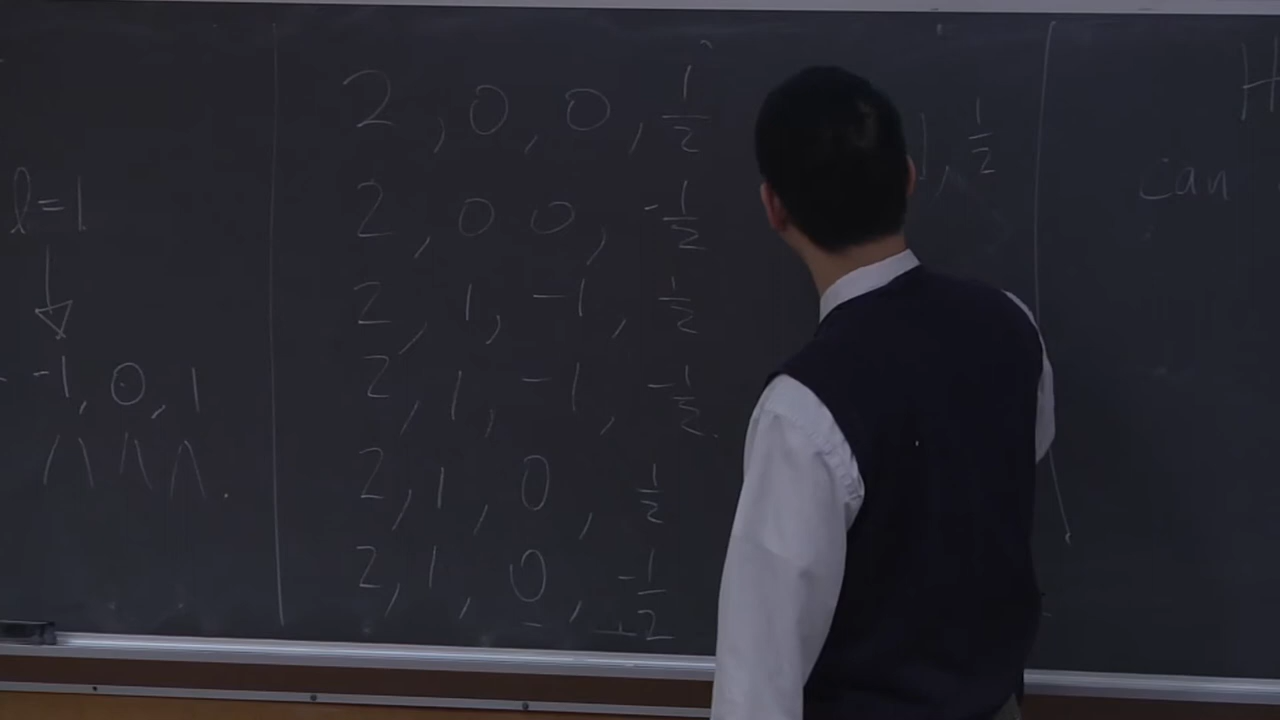 l=1
-1, 0, 1
2, 0, 0, 1/2
2, 0 0, -1/2
2, 1, -1, 1/2
2, 1, -1, -1/2
2, 1, 0, 1/2
2, 1, 0, -1/2
1, 1/2
H
can